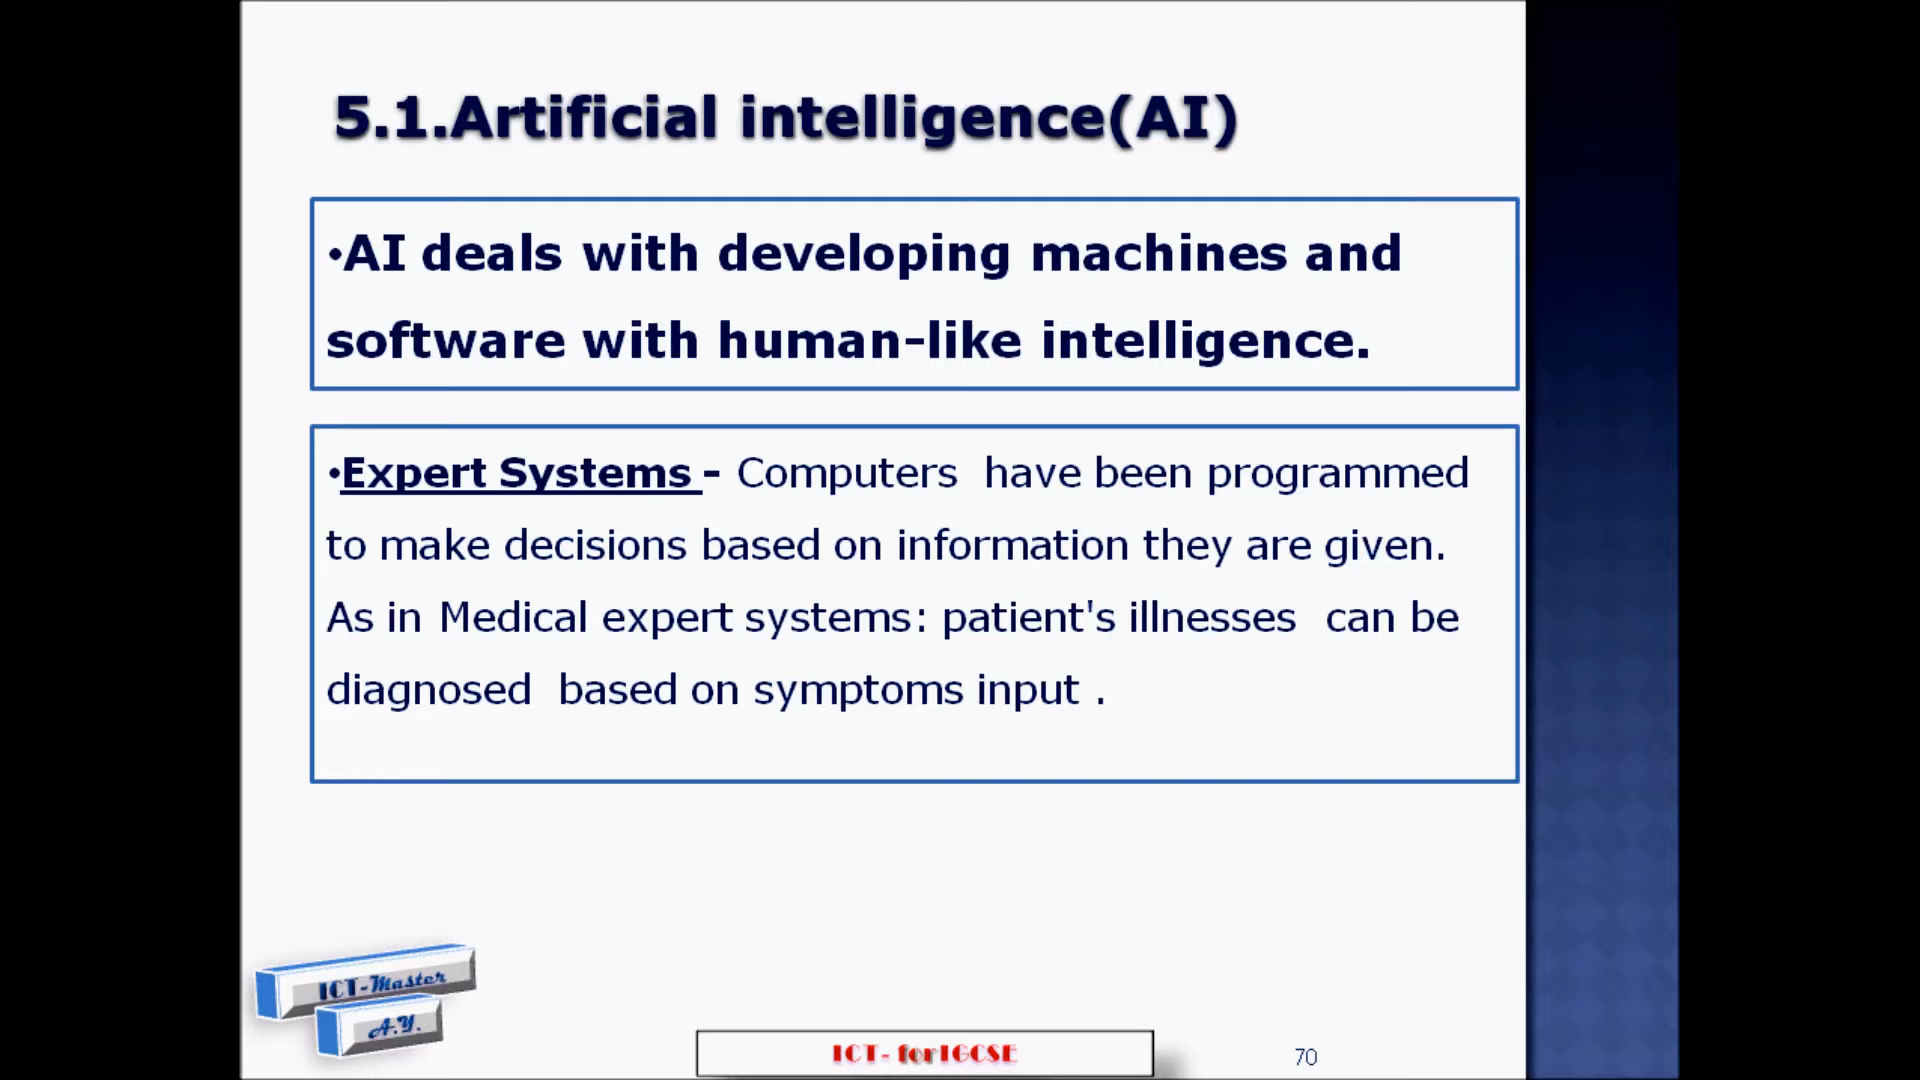 5.1.Artificial intelligence(AI)
•AI deals with developing machines and
software with human-like intelligence.
•Expert Systems - Computers  have been programmed
to make decisions based on information they are given.
As in Medical expert systems: patient's illnesses  can be
diagnosed  based on symptoms input .
ICT-Master
A.Y.
ICT- for IGCSE
70